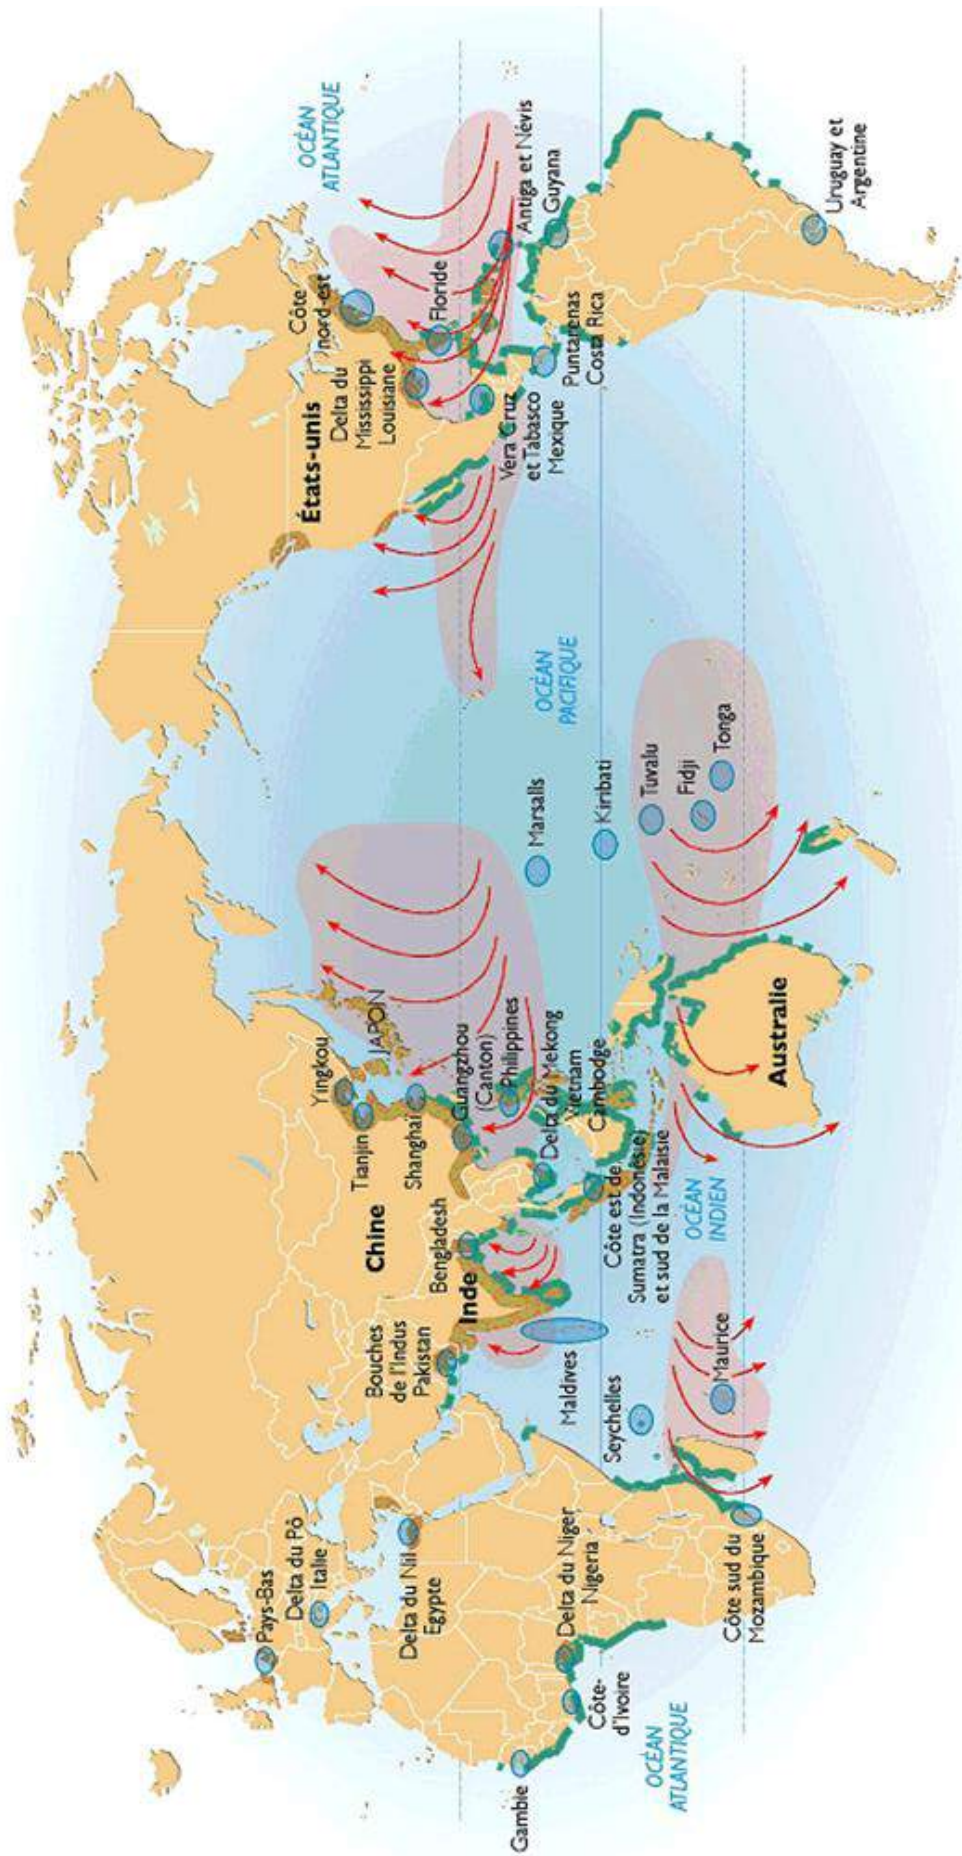 Pays-Bas
Delta du Pô
Italie
Delta du Nil
Egypte
Gambie
Côte-
d'Ivoire
Delta du Niger
Nigeria
Côte sud du
Mozambique
OCÉAN
ATLANTIQUE
Seychelles
Maurice
Maldives
Bouches
de l'Indus
Pakistan
Inde
Bengladesh
Chine
Yingkou
Tianjin
Shanghai
JAPON
Guangzhou
(Canton)
Philippines
Delta du Mekong
Vietnam
Cambodge
Côte est de
Sumatra (Indonésie)
et sud de la Malaisie
OCÉAN
INDIEN
Australie
Marsalis
Kiribati
Tuvalu
Fidji
Tonga
OCÉAN
PACIFIQUE
États-unis
Côte
nord-est
Delta du
Mississippi
Louisiane
Floride
Vera Cruz
et Tabasco
Mexique
Puntarenas
Costa Rica
Antiga et Névis
Guyana
OCÉAN
ATLANTIQUE
Uruguay et
Argentine